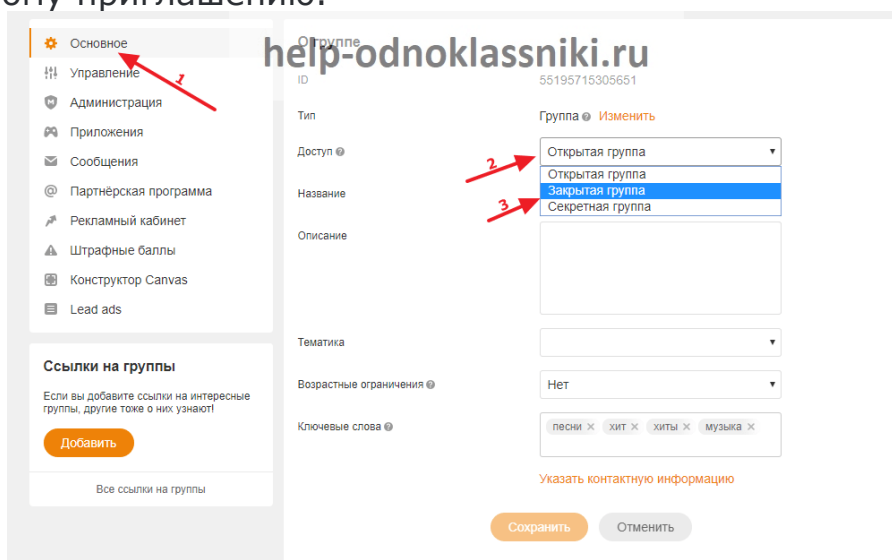 ому приглашению.
help-odnoklassniki.ru
Основное
Управление
Администрация
Приложения
Сообщения
Партнёрская программа
Рекламный кабинет
Штрафные баллы
Конструктор Canvas
Lead ads
Ссылки на группы
Если вы добавите ссылки на интересные
группы, другие тоже о них узнают!
Добавить
Все ссылки на группы
О группе
ID 55195715305651
Тип Группа Изменить
Доступ Открытая группа
Открытая группа
Закрытая группа
Секретная группа
Название
Описание
Тематика
Возрастные ограничения Нет
Ключевые слова песни × хит × хиты × музыка ×
Указать контактную информацию
Сохранить Отменить
1
2
3